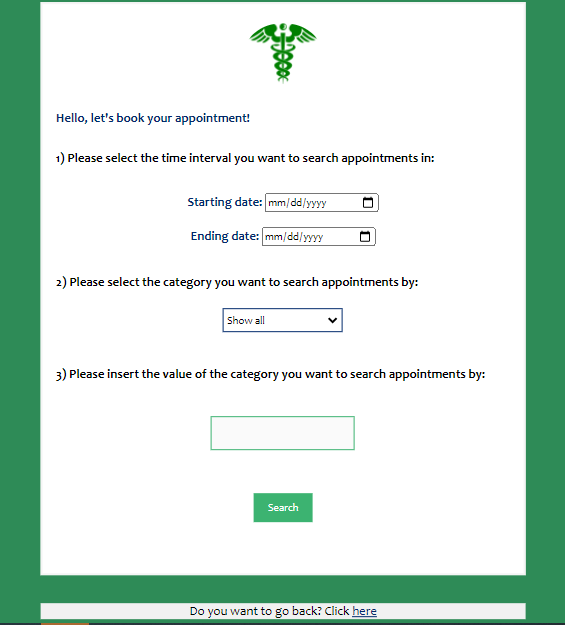 Hello, let's book your appointment!
1) Please select the time interval you want to search appointments in:
Starting date: mm/dd/yyyy
Ending date: mm/dd/yyyy
2) Please select the category you want to search appointments by:
Show all
3) Please insert the value of the category you want to search appointments by:
Search
Do you want to go back? Click here